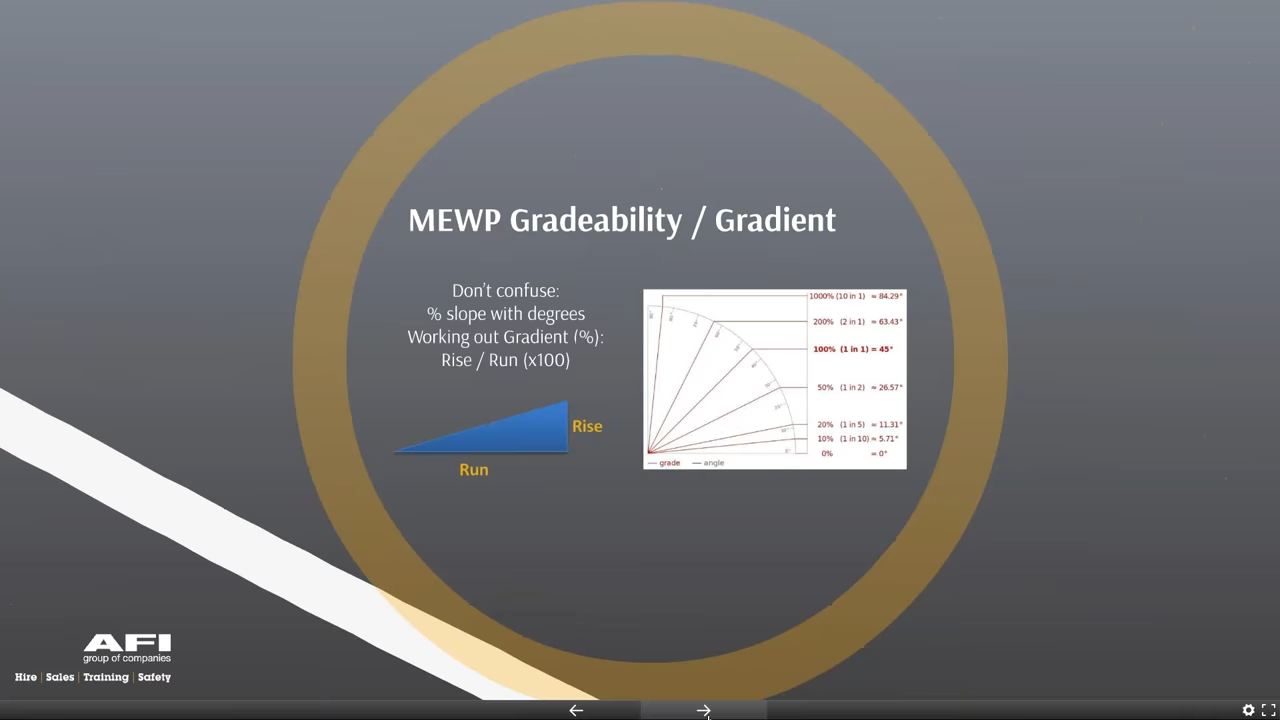 MEWP Gradeability / Gradient
Don't confuse:
% slope with degrees
Working out Gradient (%):
Rise / Run (x100)
Rise
Run
1000% (10 in 1) ≈ 84.29°
200% (2 in 1) ≈ 63.43°
100% (1 in 1) = 45°
50% (1 in 2) ≈ 26.57°
20% (1 in 5) ≈ 11.31°
10% (1 in 10) ≈ 5.71°
0% = 0°
grade angle
AFI
group of companies
Hire | Sales | Training | Safety